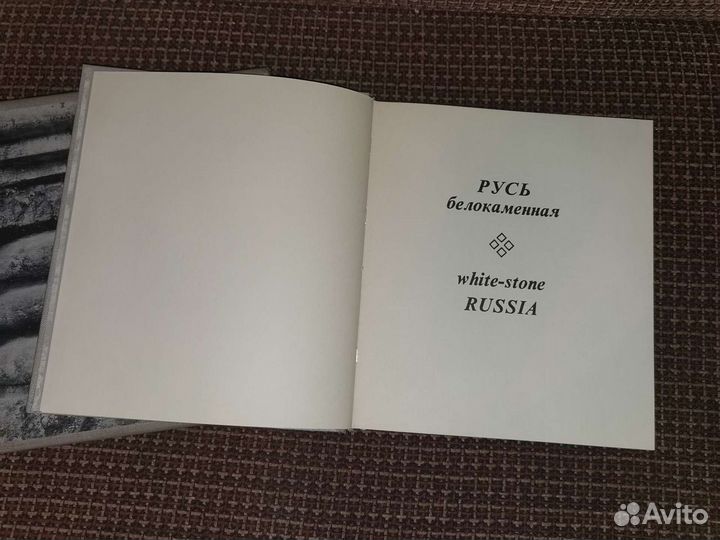 РУСЬ
белокаменная
white-stone
RUSSIA
Avito